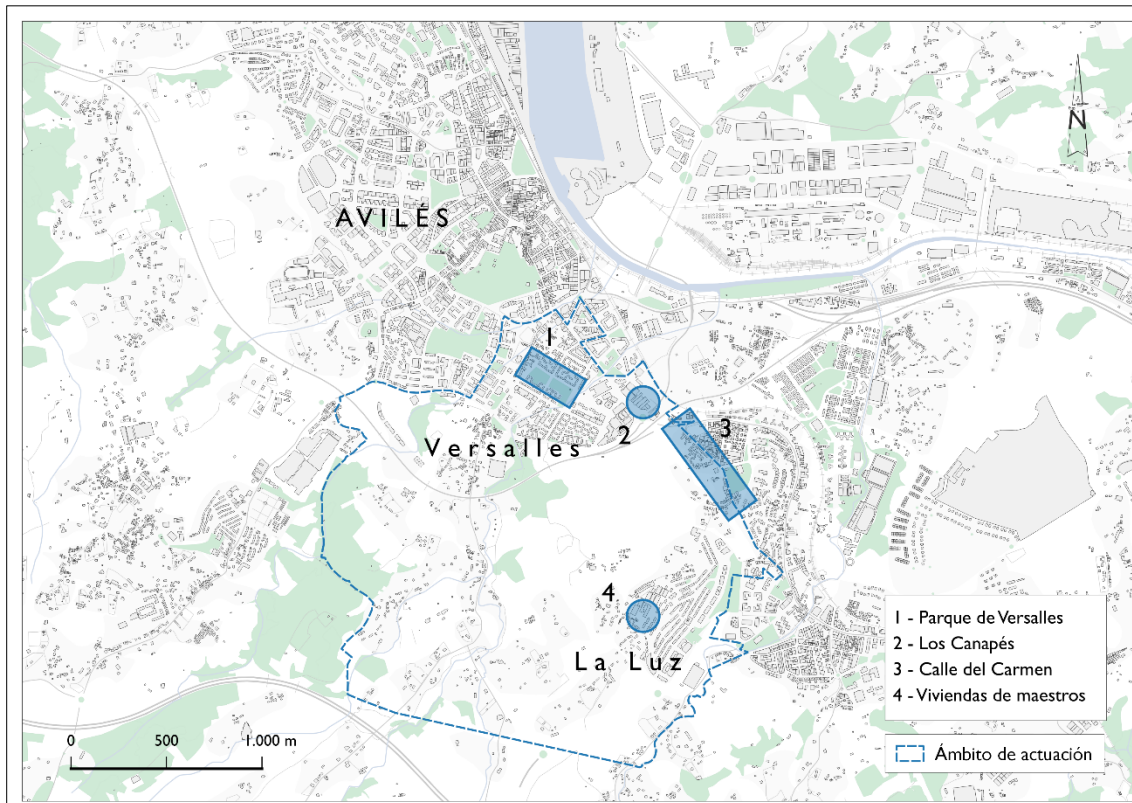 N
AVILÉS
1
3
2
Versalles
4
La Luz
1 - Parque de Versalles
2 - Los Canapés
3 - Calle del Carmen
4 - Viviendas de maestros
0 500 1.000 m
Ámbito de actuación